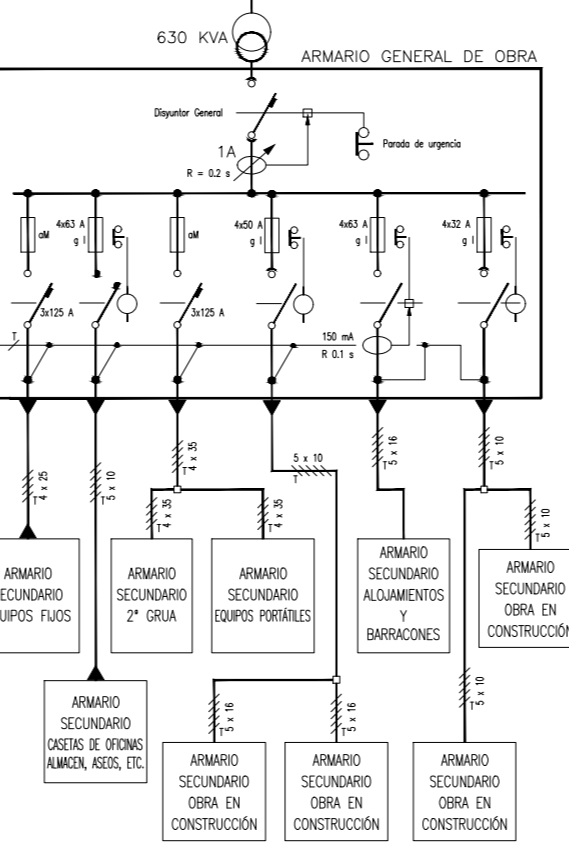 630 KVA
ARMARIO GENERAL DE OBRA
Disyuntor General
Parada de urgencia
1A
R = 0.2 s
aM
4x63 A
g l
aM
4x50 A
g l
4x63 A
g l
4x32 A
g l
3x125 A
3x125 A
T
150 mA
R 0.1 s
T 4 x 25
T 5 x 10
T 4 x 35
5 x 10
T
T 5 x 16
T 5 x 10
T 4 x 35
T 4 x 35
T 5 x 10
ARMARIO
SECUNDARIO
UIPOS FIJOS
ARMARIO
SECUNDARIO
2ª GRUA
ARMARIO
SECUNDARIO
EQUIPOS PORTÁTILES
ARMARIO
SECUNDARIO
ALOJAMIENTOS
Y
BARRACONES
ARMARIO
SECUNDARIO
OBRA EN
CONSTRUCCIÓN
ARMARIO
SECUNDARIO
CASETAS DE OFICINAS
ALMACEN, ASEOS, ETC.
T 5 x 16
T 5 x 16
T 5 x 10
ARMARIO
SECUNDARIO
OBRA EN
CONSTRUCCIÓN
ARMARIO
SECUNDARIO
OBRA EN
CONSTRUCCIÓN
ARMARIO
SECUNDARIO
OBRA EN
CONSTRUCCIÓN